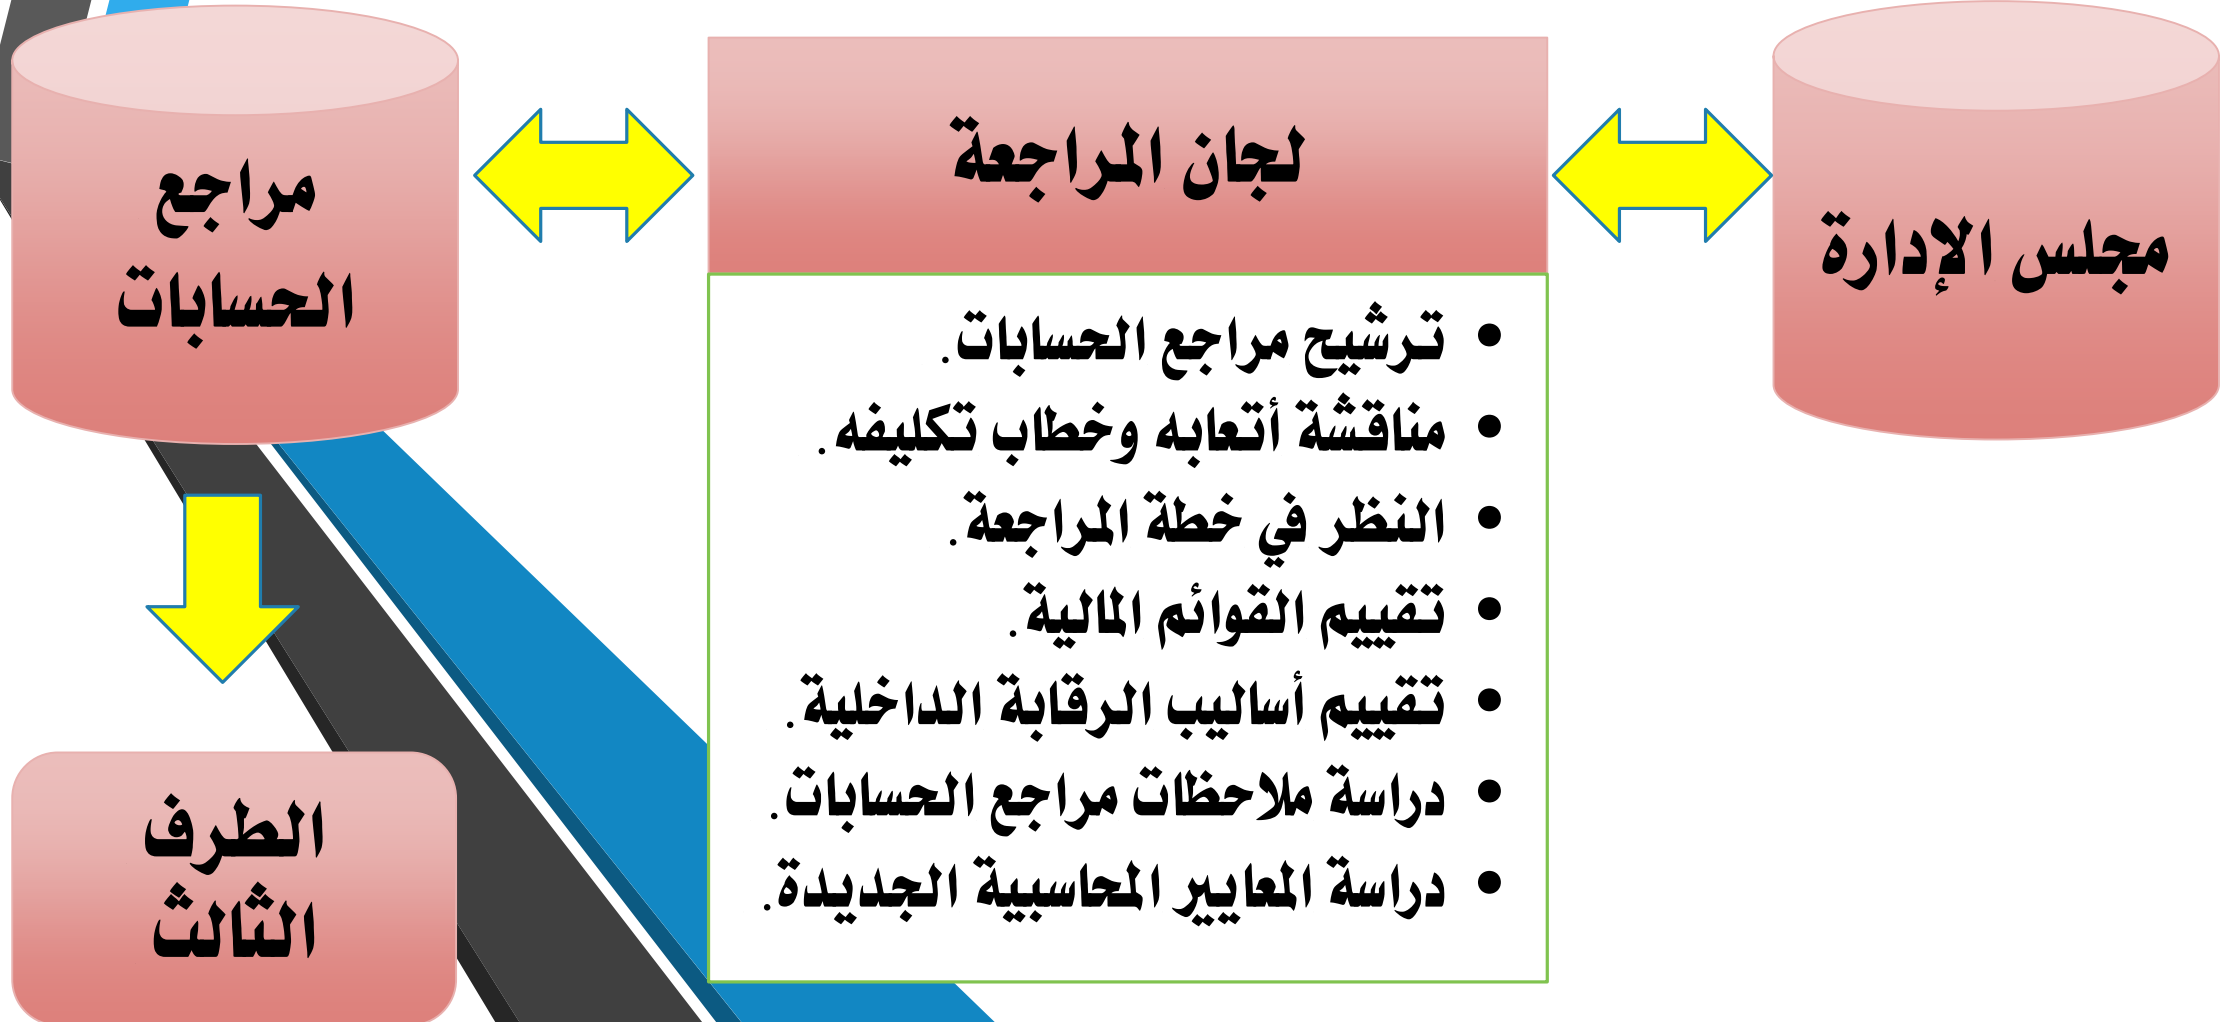 مجلس الإدارة
لجان المراجعة
مراجع
الحسابات
• ترشيح مراجع الحسابات.
• مناقشة أتعابه وخطاب تكليفه.
• النظر في خطة المراجعة.
• تقييم القوائم المالية.
• تقييم أساليب الرقابة الداخلية.
• دراسة ملاحظات مراجع الحسابات.
• دراسة المعايير المحاسبية الجديدة.
الطرف
الثالث